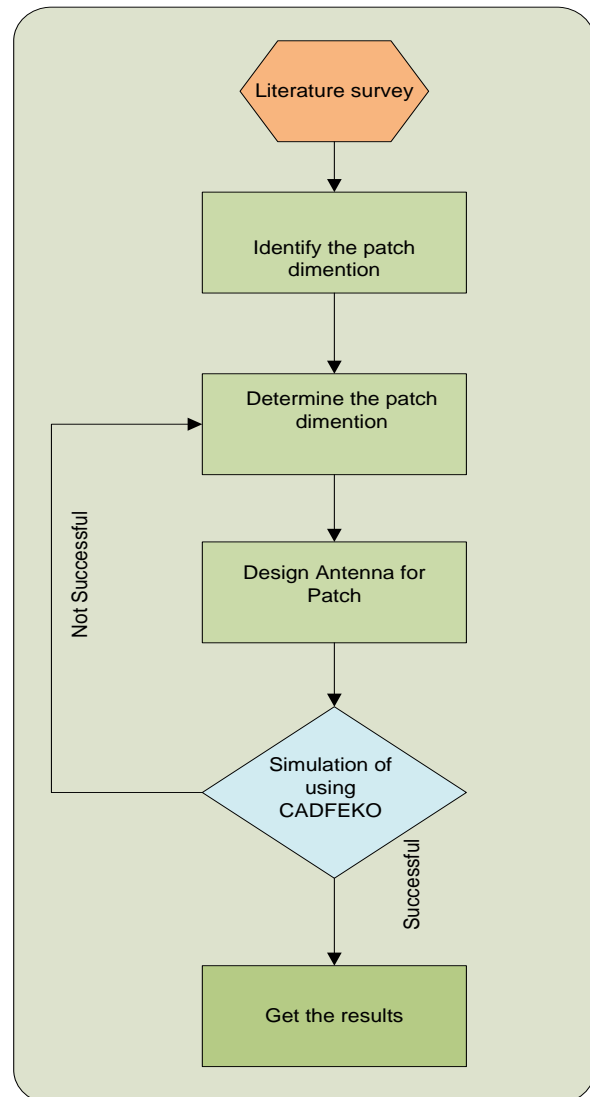 Literature survey
Identify the patch
dimention
Determine the patch
dimention
Design Antenna for
Patch
Not Successful
Simulation of
using
CADFEKO
Successful
Get the results